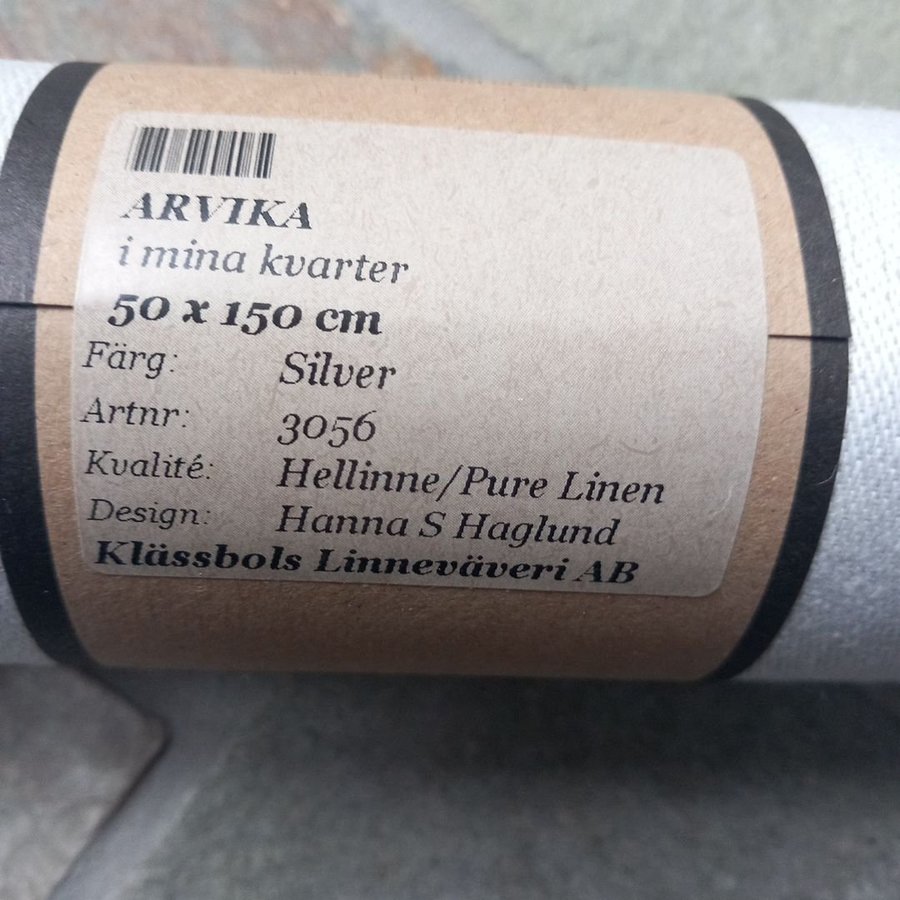 ARVIKA
i mina kvarter
50 x 150 cm
Färg: Silver
Artnr: 3056
Kvalité: Hellinne/Pure Linen
Design: Hanna S Haglund
Klässbols Linneväveri AB